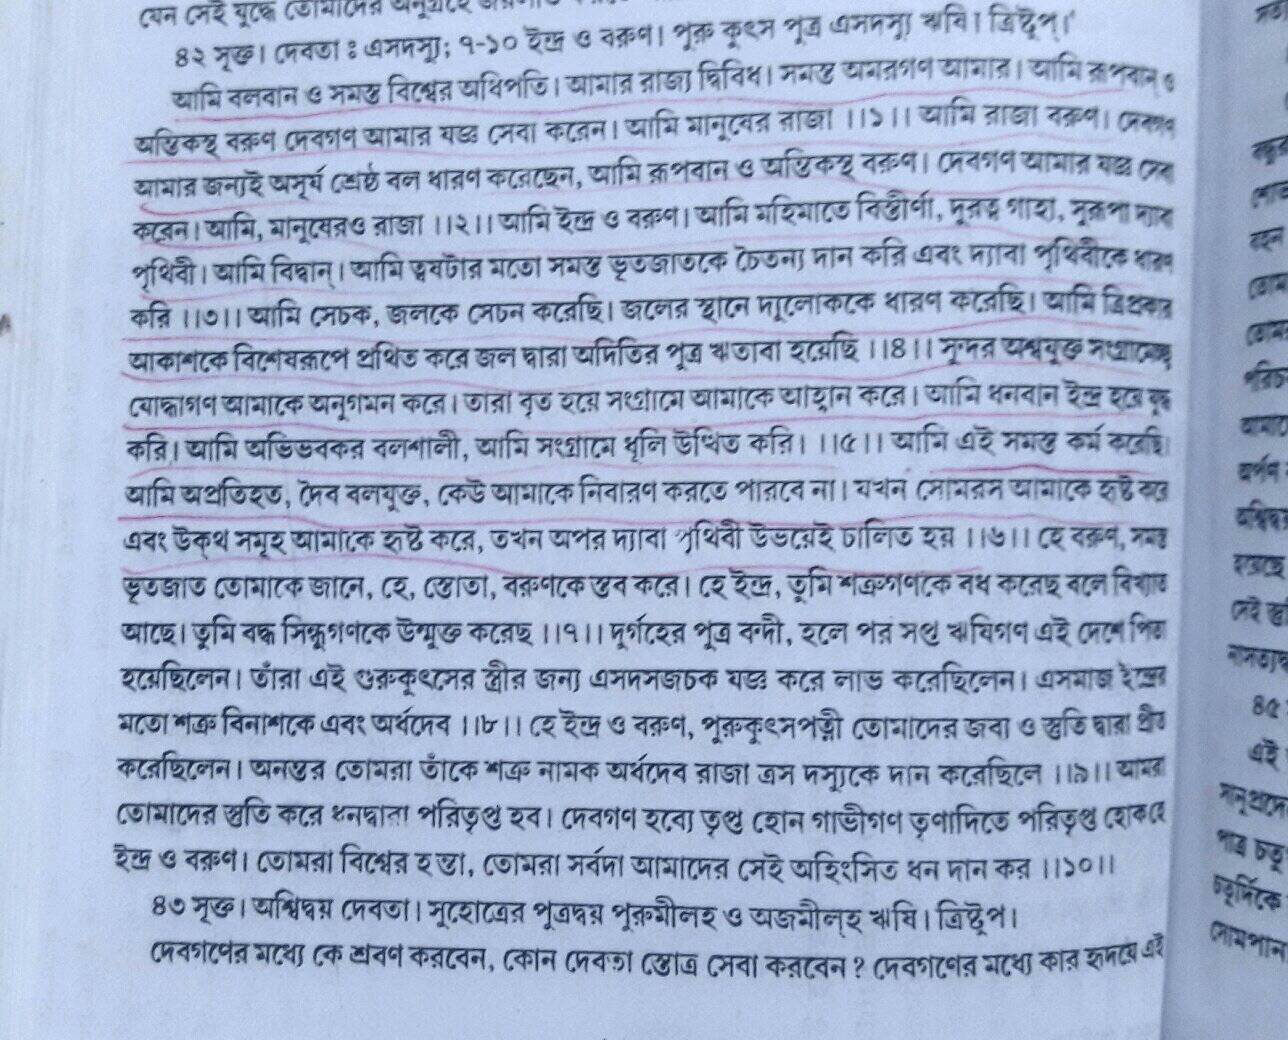 যেন সেই যুদ্ধে তোমাদের অনুগ্রহে
৪২ সূক্ত। দেবতা : এসদস্যু; ৭-১০ ইন্দ্র ও বরুণ। পুরু কুৎস পুত্র এসদস্যু ঋষি। ত্রিষ্টুপ্।
আমি বলবান ও সমস্ত বিশ্বের অধিপতি। আমার রাজ্য দ্বিবিধ। সমস্ত অমরগণ আমার। আমি রূপবান্ ও
অন্তিকস্থ বরুণ দেবগণ আমার যজ্ঞ সেবা করেন। আমি মানুষের রাজা ।।১।। আমি রাজা বরুণ। দেবগণ
আমার জন্যই অসূর্য শ্রেষ্ঠ বল ধারণ করেছেন, আমি রূপবান ও অন্তিকস্থ বরুণ। দেবগণ আমার যজ্ঞ সেবা
করেন। আমি, মানুষেরও রাজা ।।২।। আমি ইন্দ্র ও বরুণ। আমি মহিমাতে বিস্তীর্ণা, দূরত্ব গাহা, সুরূপা দ্যাব
পৃথিবী। আমি বিদ্বান্। আমি ত্বষটার মতো সমস্ত ভূতজাতকে চৈতন্য দান করি এবং দ্যাবা পৃথিবীকে ধারণ
করি ।।৩।। আমি সেচক, জলকে সেচন করেছি। জলের স্থানে দ্যুলোককে ধারণ করেছি। আমি ত্রিপ্রকার
আকাশকে বিশেষরূপে প্রথিত করে জল দ্বারা অদিতির পুত্র ঋতাবা হয়েছি ।।৪।। সুন্দর অশ্বযুক্ত সংগ্রামেচ্ছু
যোদ্ধাগণ আমাকে অনুগমন করে। তারা বৃত হয়ে সংগ্রামে আমাকে আহ্বান করে। আমি ধনবান ইন্দ্র হয়ে যুদ্ধ
করি। আমি অভিভবকর বলশালী, আমি সংগ্রামে ধূলি উত্থিত করি। ।।৫।। আমি এই সমস্ত কর্ম করেছি।
আমি অপ্রতিহত, দৈব বলযুক্ত, কেউ আমাকে নিবারণ করতে পারবে না। যখন সোমরস আমাকে হৃষ্ট করে
এবং উক্‌থ সমূহ আমাকে হৃষ্ট করে, তখন অপর দ্যাবা পৃথিবী উভয়েই চালিত হয় ।।৬।। হে বরুণ, সমস্ত
ভূতজাত তোমাকে জানে, হে, স্তোতা, বরুণকে স্তব করে। হে ইন্দ্র, তুমি শত্রুগণকে বধ করেছ বলে বিখ্যাত
আছে। তুমি বদ্ধ সিন্ধুগণকে উন্মুক্ত করেছ ।।৭।। দূর্গহের পুত্র বন্দী, হলে পর সপ্ত ঋষিগণ এই দেশে পিতা
হয়েছিলেন। তাঁরা এই গুরুকুৎসের স্ত্রীর জন্য এসদসজচক যজ্ঞ করে লাভ করেছিলেন। এসমাজ ইন্দ্রের
মতো শত্রু বিনাশকে এবং অর্ধদেব ।।৮।। হে ইন্দ্র ও বরুণ, পুরুকুৎসপত্নী তোমাদের জবা ও স্তুতি দ্বারা প্রীত
করেছিলেন। অনন্তর তোমরা তাঁকে শত্রু নামক অর্ধদেব রাজা ত্রস দস্যুকে দান করেছিলে ।।৯।। আমরা
তোমাদের স্তুতি করে ধনদ্বারা পরিতৃপ্ত হব। দেবগণ হব্যে তৃপ্ত হোন গাভীগণ তৃণাদিতে পরিতৃপ্ত হোক হে
ইন্দ্র ও বরুণ। তোমরা বিশ্বের হন্তা, তোমরা সর্বদা আমাদের সেই অহিংসিত ধন দান কর ।।১০।।
৪৩ সূক্ত। অশ্বিদ্বয় দেবতা। সুহোত্রের পুত্রদ্বয় পুরুমীলহ ও অজমীল্‌হ ঋষি। ত্রিষ্টুপ।
দেবগণের মধ্যে কে শ্রবণ করবেন, কোন দেবতা স্তোত্র সেবা করবেন ? দেবগণের মধ্যে কার হৃদয়ে এই